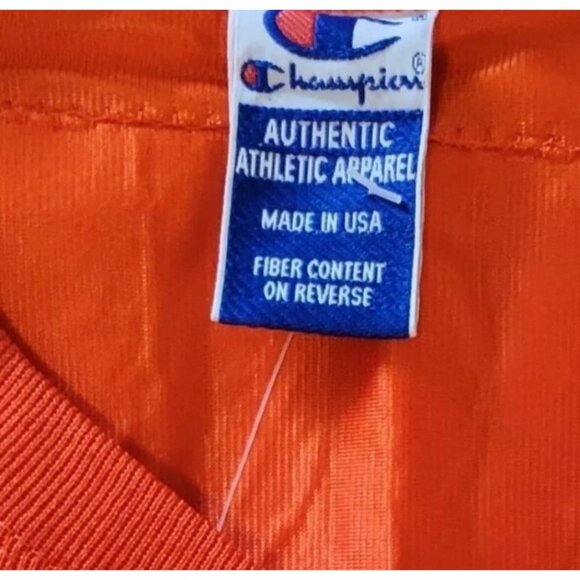 Champion®
AUTHENTIC
ATHLETIC APPAREL
MADE IN USA
FIBER CONTENT
ON REVERSE